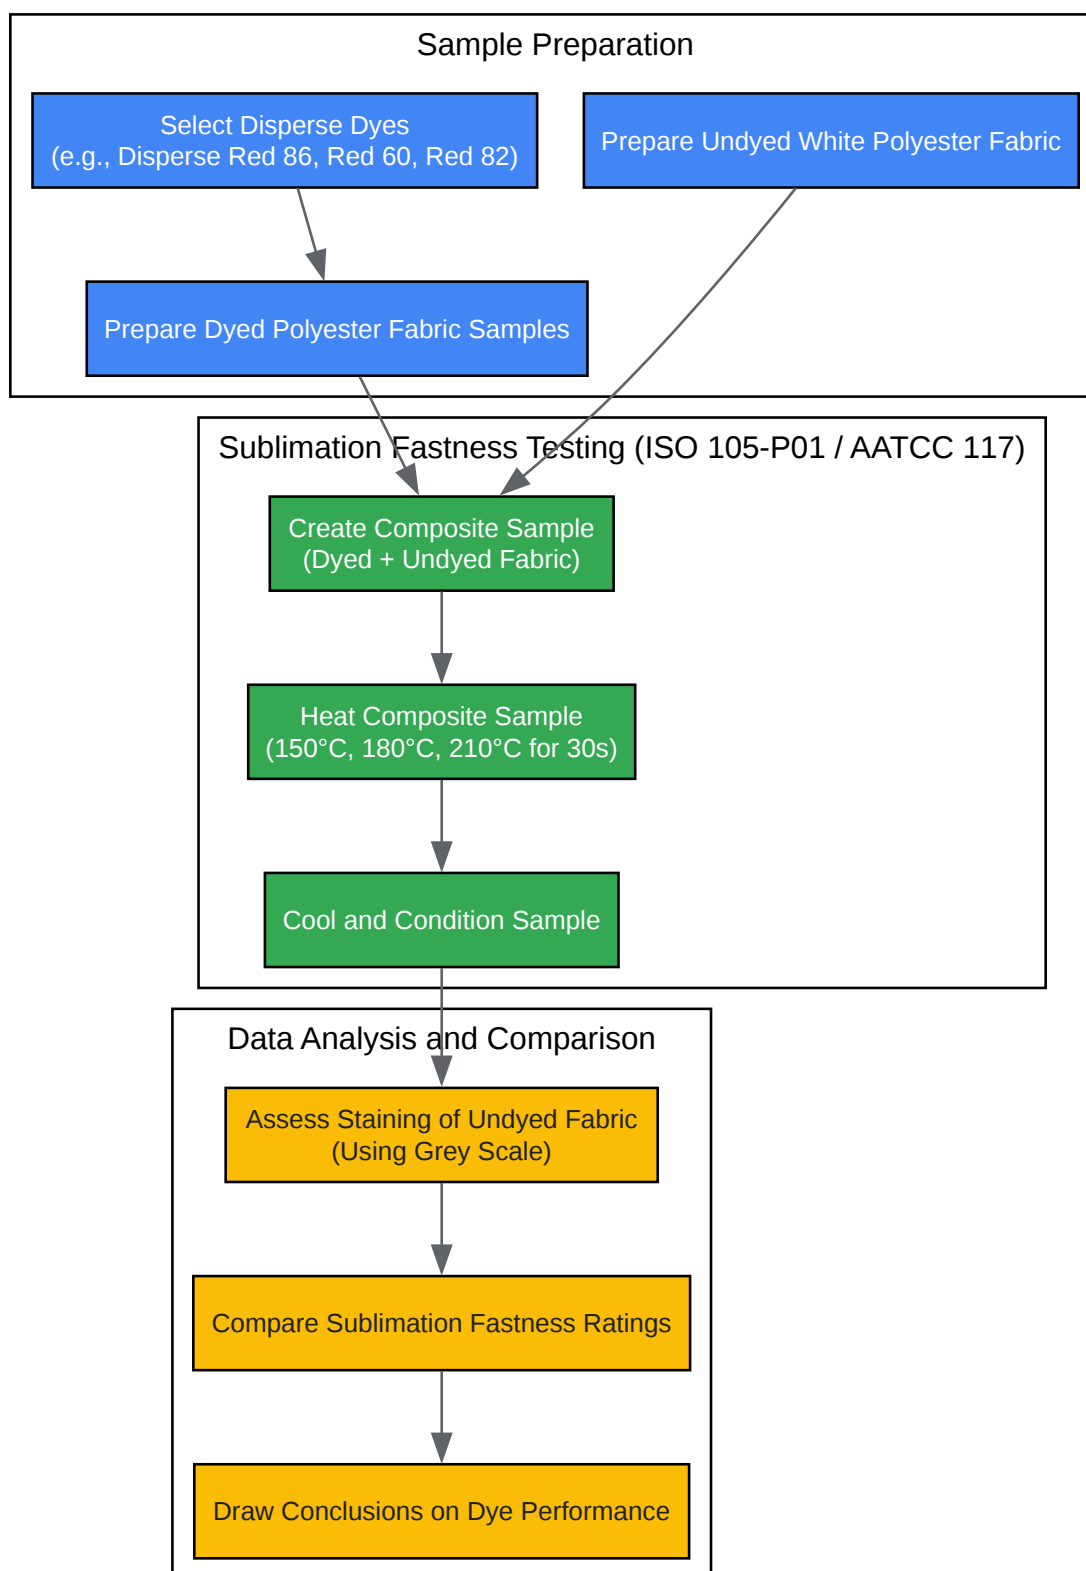 Sample Preparation
Select Disperse Dyes
(e.g., Disperse Red 86, Red 60, Red 82)
Prepare Undyed White Polyester Fabric
Prepare Dyed Polyester Fabric Samples
Sublimation Fastness Testing (ISO 105-P01 / AATCC 117)
Create Composite Sample
(Dyed + Undyed Fabric)
Heat Composite Sample
(150°C, 180°C, 210°C for 30s)
Cool and Condition Sample
Data Analysis and Comparison
Assess Staining of Undyed Fabric
(Using Grey Scale)
Compare Sublimation Fastness Ratings
Draw Conclusions on Dye Performance